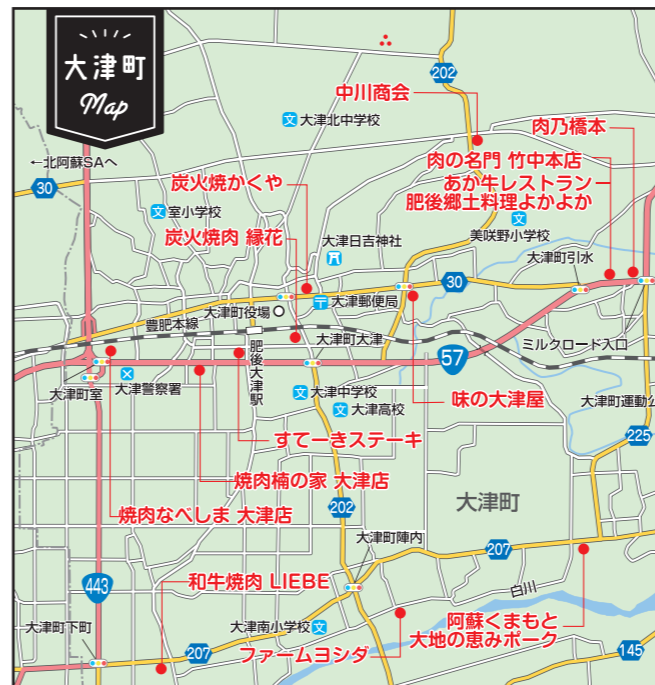 大津町
Map
202
中川商会
肉乃橋本
大津北中学校
←北阿蘇SAへ
30
肉の名門 竹中本店
あか牛レストラン
肥後郷土料理よかよか
炭火焼かくや
室小学校
炭火焼肉 縁花
大津日吉神社
美咲野小学校
大津町引水
30
大津町役場
大津郵便局
豊肥本線
大津町大津
ミルクロード入口
57
肥後大津駅
大津町室
大津警察署
大津中学校
大津高校
味の大津屋
大津町運動公
225
すてーきステーキ
焼肉楠の家 大津店
焼肉なべしま 大津店
202
大津町
大津町陣内
207
443
和牛焼肉 LIEBE
白川
大津町下町
207
大津南小学校
ファームヨシダ
阿蘇くまもと
大地の恵みポーク
145